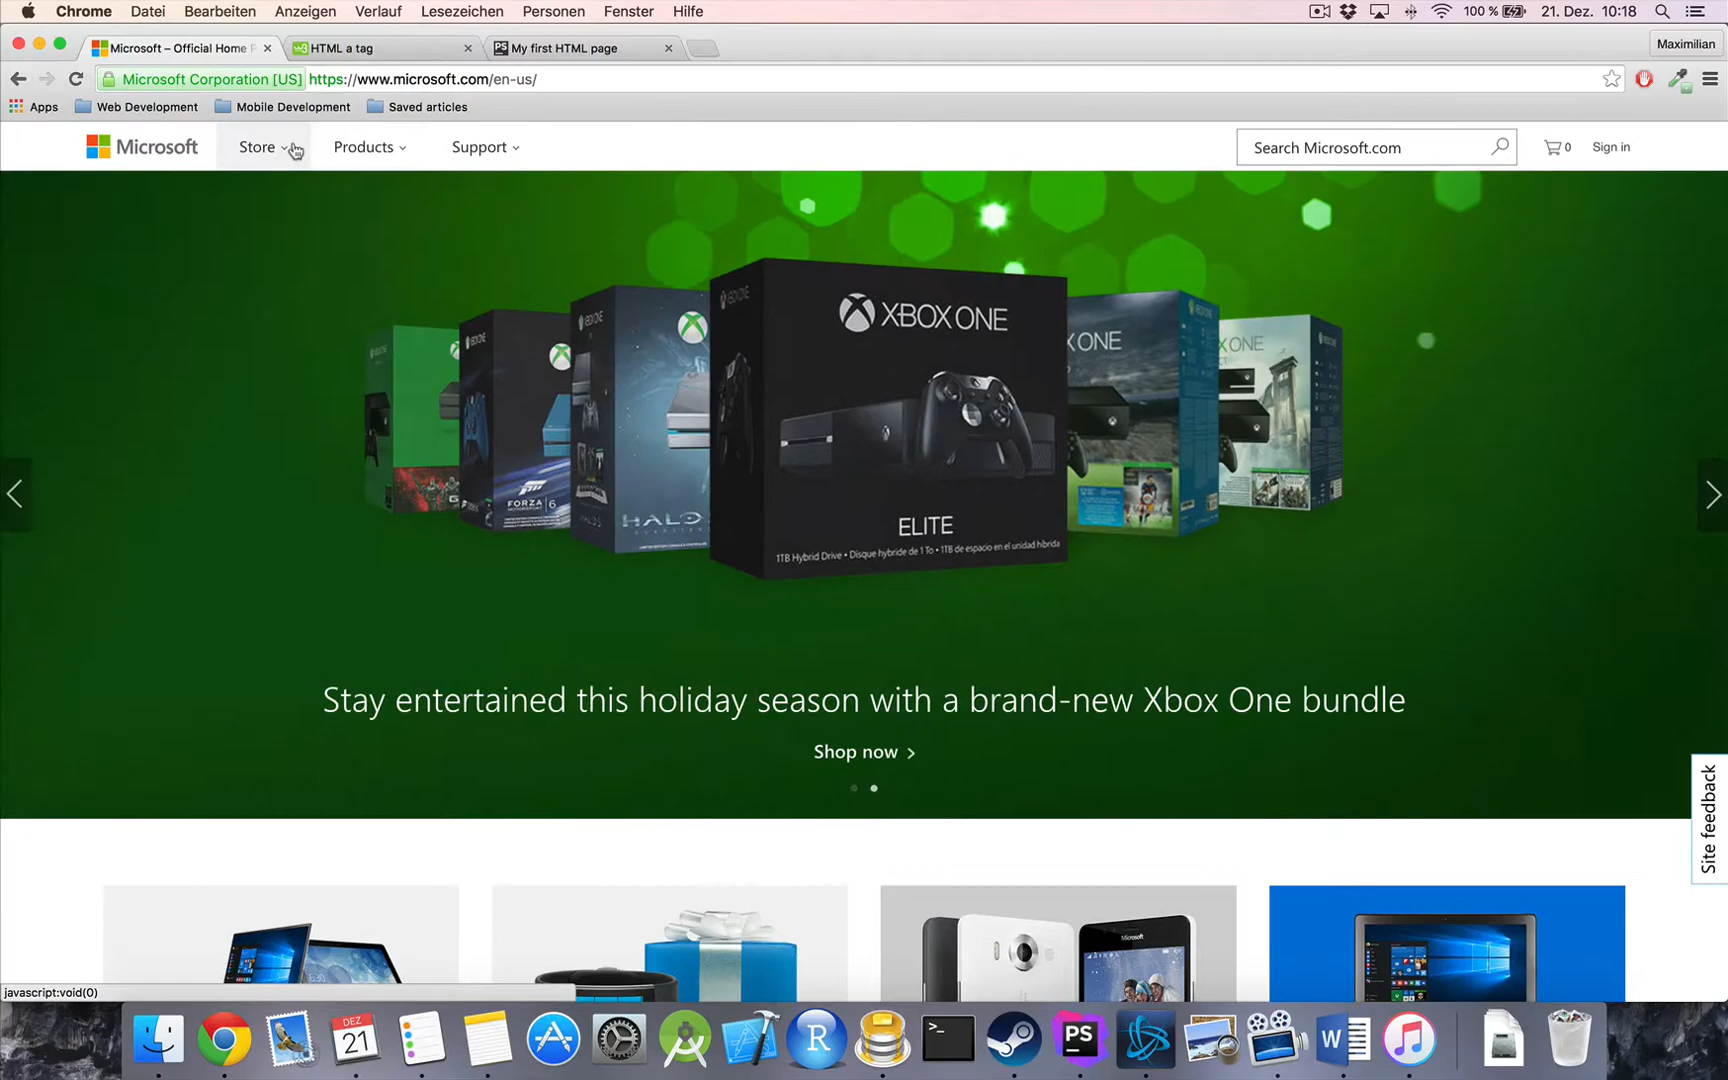 Chrome Datei Bearbeiten Anzeigen Verlauf Lesezeichen Personen Fenster Hilfe 100 % 21. Dez. 10:18
Microsoft – Official Home P HTML a tag My first HTML page Maximilian
Microsoft Corporation [US] https://www.microsoft.com/en-us/
Apps Web Development Mobile Development Saved articles
Microsoft Store Products Support Search Microsoft.com 0 Sign in
XBOX ONE
ELITE
1TB Hybrid Drive • Disque hybride de 1 To • 1TB de espacio en el unidad híbrida
FORZA 6
HALO
Stay entertained this holiday season with a brand-new Xbox One bundle
Shop now >
Site feedback
Microsoft
javascript:void(0)
DEZ
21
R
>_
PS
W